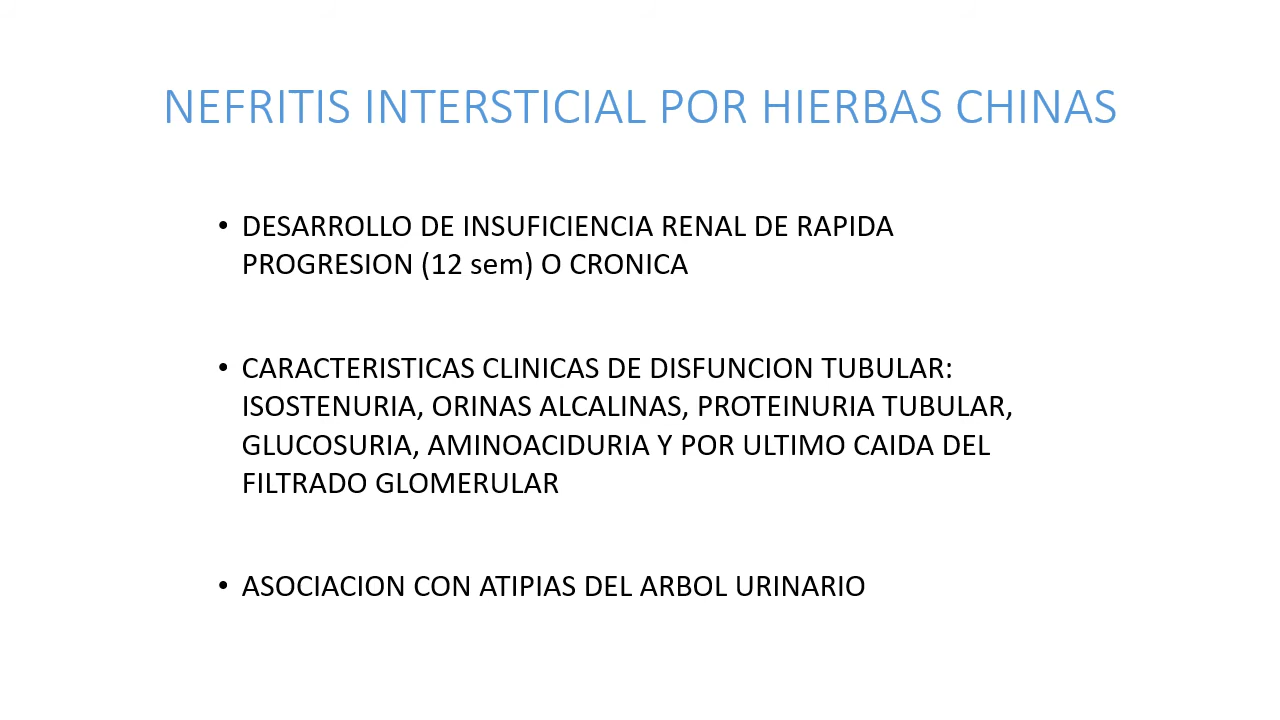 NEFRITIS INTERSTICIAL POR HIERBAS CHINAS
• DESARROLLO DE INSUFICIENCIA RENAL DE RAPIDA
PROGRESION (12 sem) O CRONICA
• CARACTERISTICAS CLINICAS DE DISFUNCION TUBULAR:
ISOSTENURIA, ORINAS ALCALINAS, PROTEINURIA TUBULAR,
GLUCOSURIA, AMINOACIDURIA Y POR ULTIMO CAIDA DEL
FILTRADO GLOMERULAR
• ASOCIACION CON ATIPIAS DEL ARBOL URINARIO